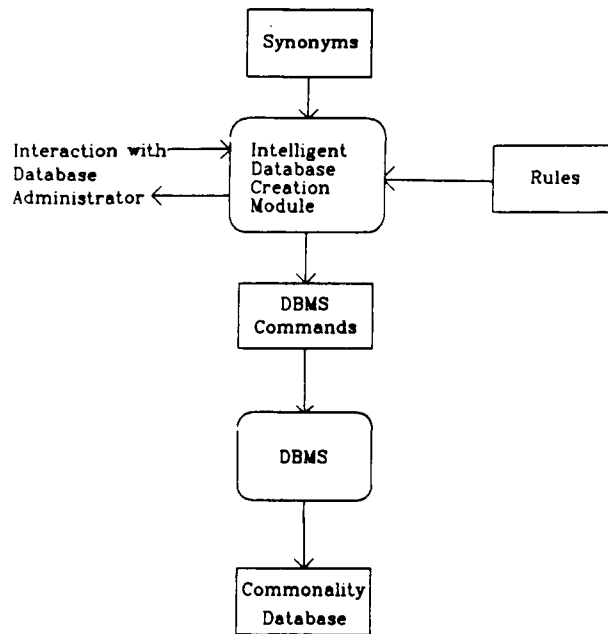 Synonyms
Interaction with
Database
Administrator
Intelligent
Database
Creation
Module
Rules
DBMS
Commands
DBMS
Commonality
Database